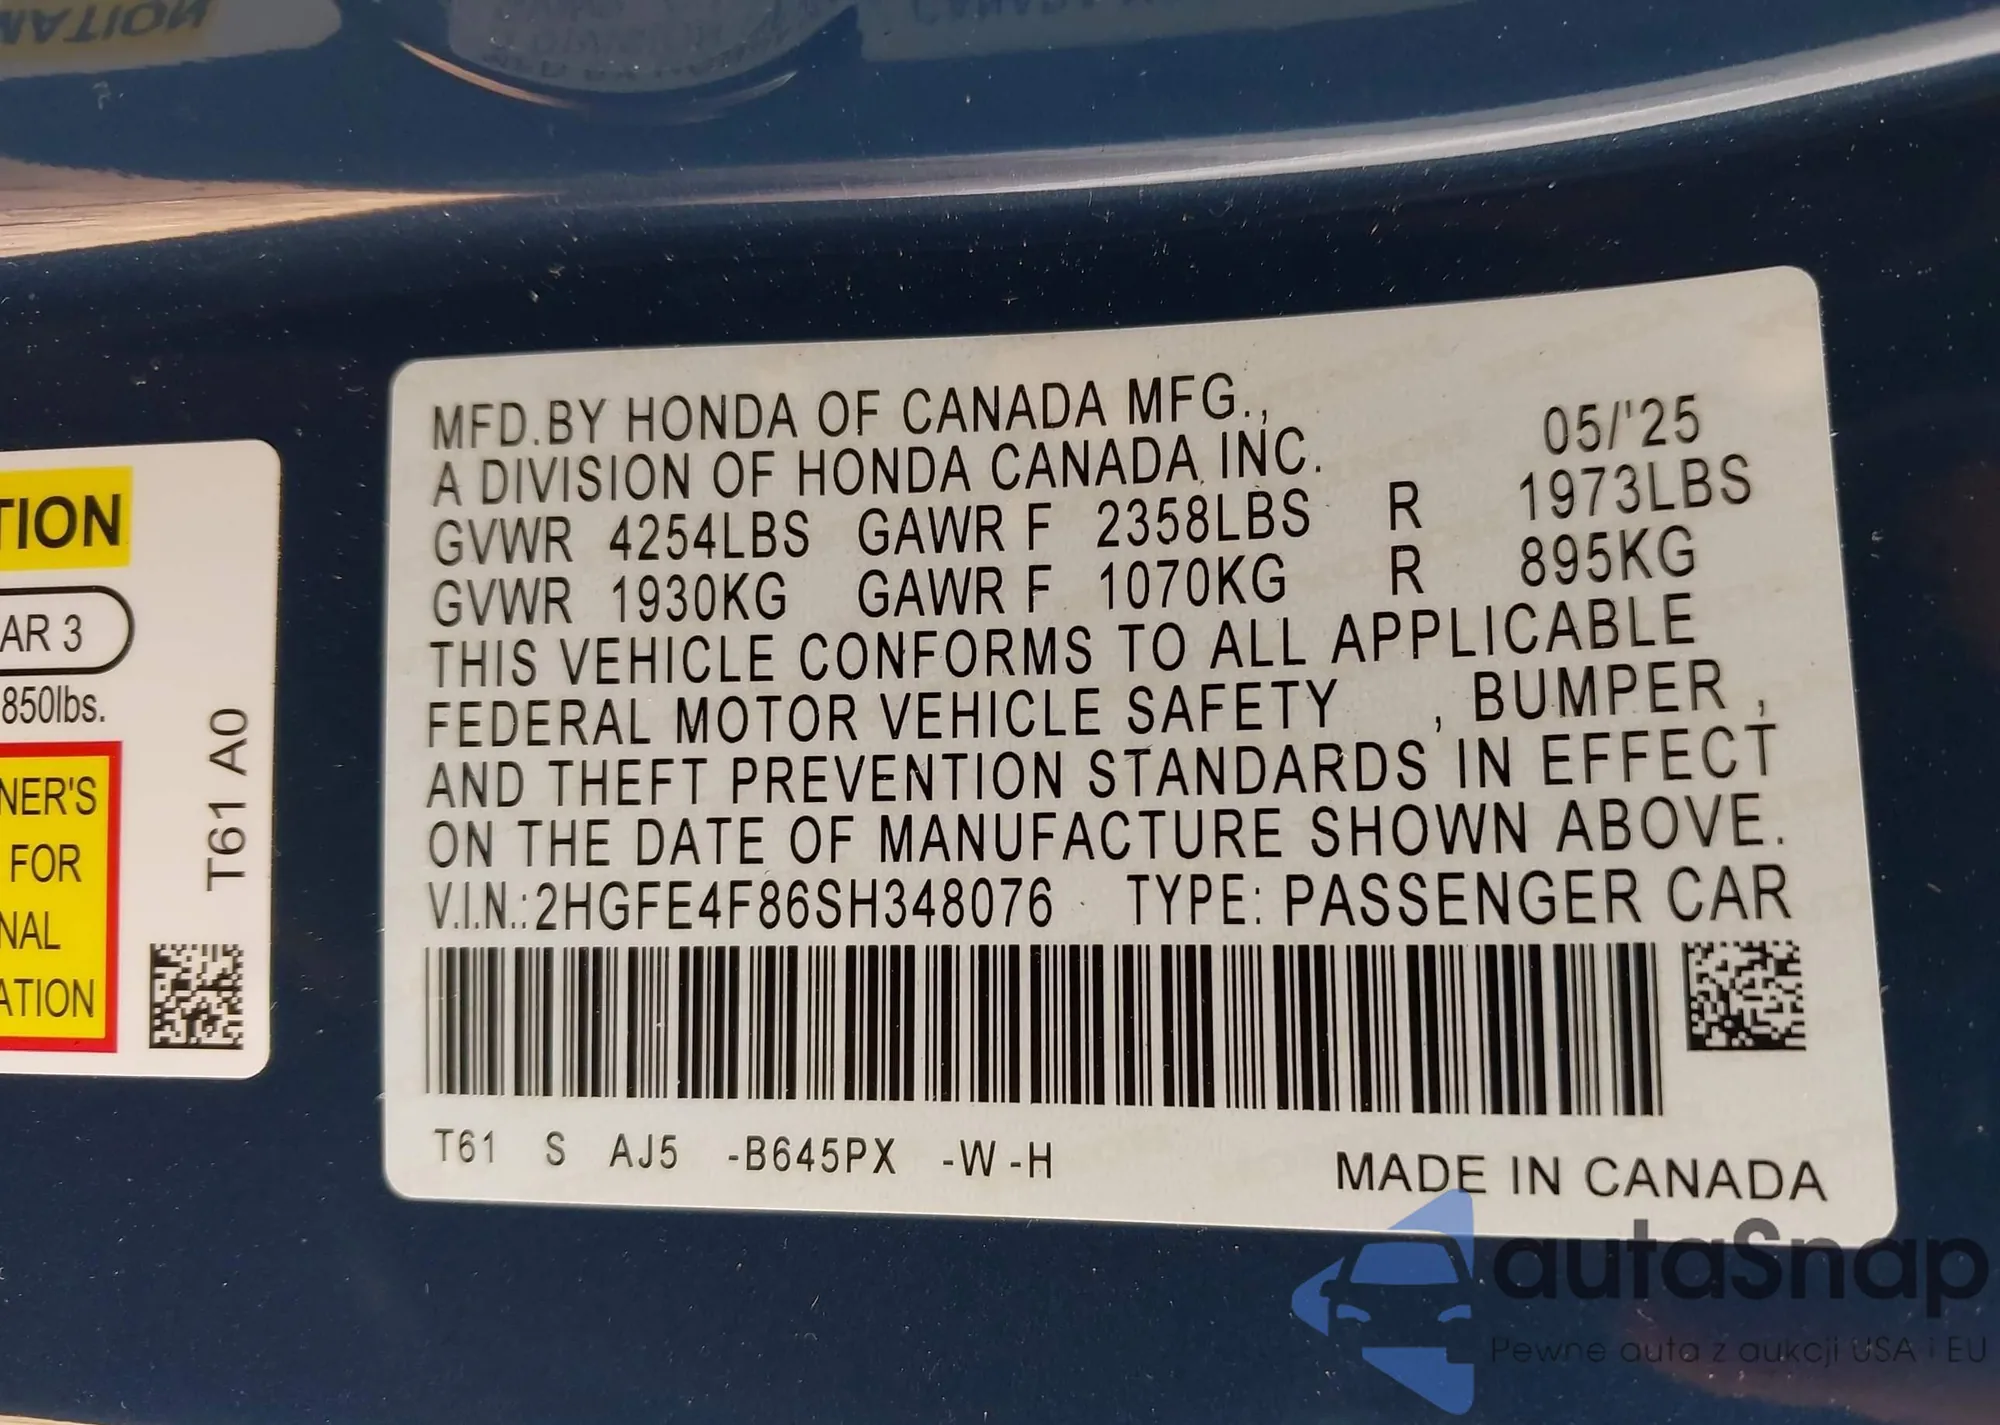 TION
AR 3
850lbs.
NER'S
FOR
NAL
ATION
T61 A0
MFD.BY HONDA OF CANADA MFG.,
A DIVISION OF HONDA CANADA INC. 05/'25
GVWR 4254LBS GAWR F 2358LBS R 1973LBS
GVWR 1930KG GAWR F 1070KG R 895KG
THIS VEHICLE CONFORMS TO ALL APPLICABLE
FEDERAL MOTOR VEHICLE SAFETY , BUMPER ,
AND THEFT PREVENTION STANDARDS IN EFFECT
ON THE DATE OF MANUFACTURE SHOWN ABOVE.
V.I.N.:2HGFE4F86SH348076 TYPE: PASSENGER CAR
T61 S AJ5 -B645PX -W -H
MADE IN CANADA
autaSnap
Pewne auta z aukcji USA i EU